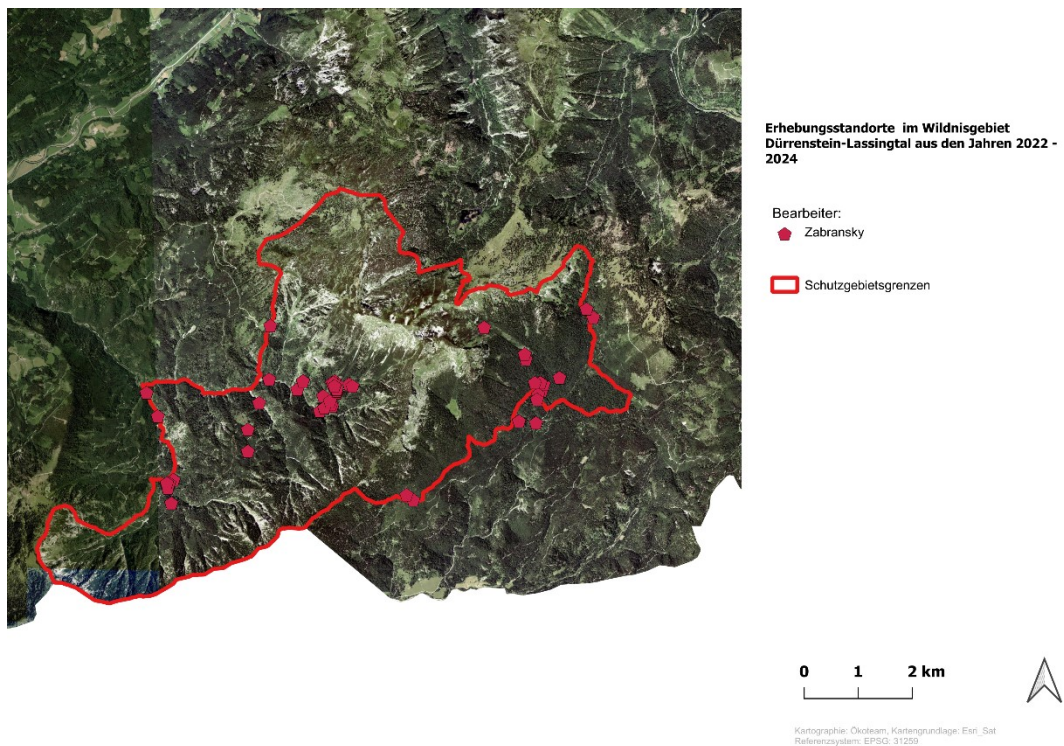 Erhebungsstandorte im Wildnisgebiet
Dürrenstein-Lassingtal aus den Jahren 2022 -
2024
Bearbeiter:
Zabransky
Schutzgebietsgrenzen
0 1 2 km
Kartographie: Ökoteam, Kartengrundlage: Esri_Sat
Referenzsystem: EPSG: 31259